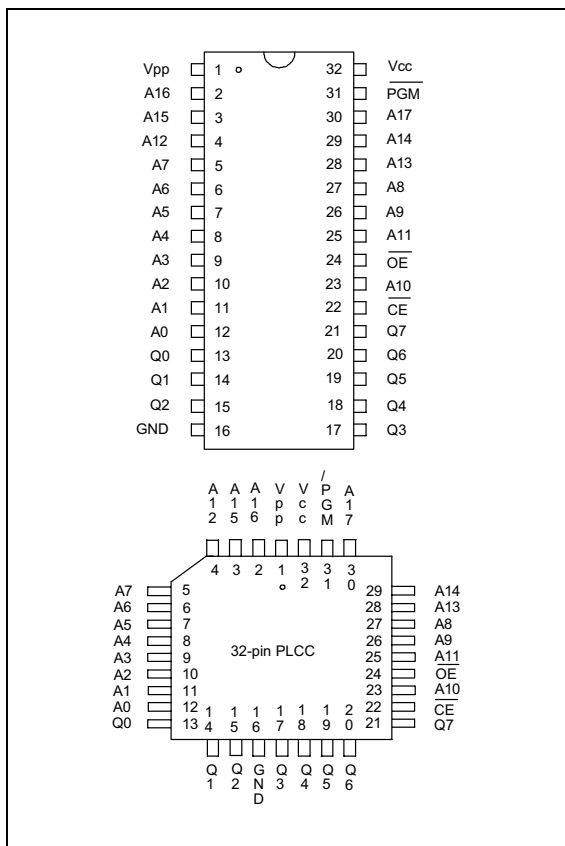 Vpp 1 32 Vcc
A16 2 31 PGM
A15 3 30 A17
A12 4 29 A14
A7 5 28 A13
A6 6 27 A8
A5 7 26 A9
A4 8 25 A11
A3 9 24 OE
A2 10 23 A10
A1 11 22 CE
A0 12 21 Q7
Q0 13 20 Q6
Q1 14 19 Q5
Q2 15 18 Q4
GND 16 17 Q3
A12 A15 A16 Vpp Vcc /PGM A17
4 3 2 1 32 31 30
A7 5 29 A14
A6 6 28 A13
A5 7 27 A8
A4 8 26 A9
32-pin PLCC
A3 9 25 A11
A2 10 24 OE
A1 11 23 A10
A0 12 22 CE
Q0 13 21 Q7
14 15 16 17 18 19 20
Q1 Q2 GND Q3 Q4 Q5 Q6